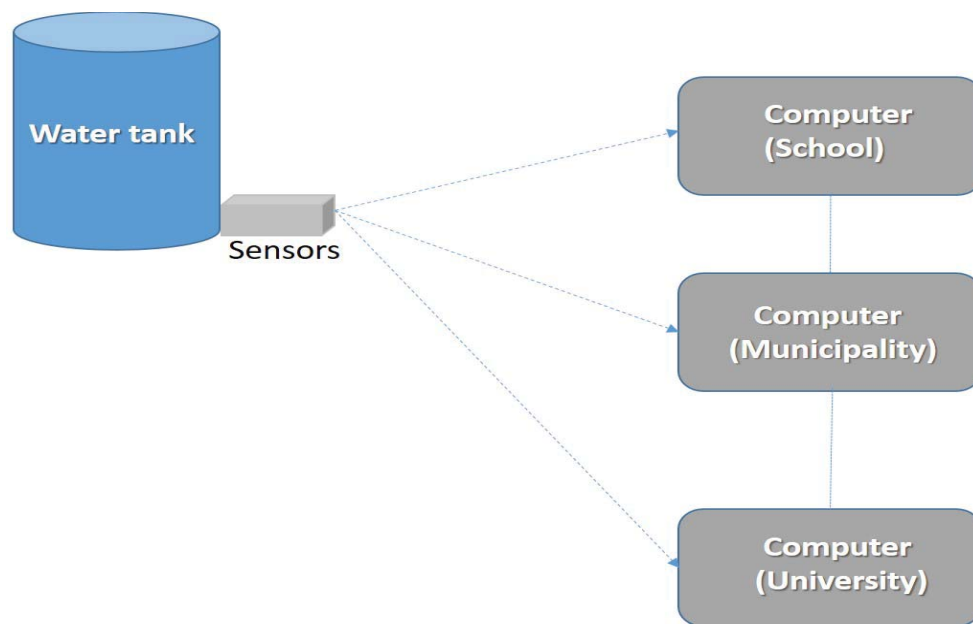 Water tank
Sensors
Computer
(School)
Computer
(Municipality)
Computer
(University)